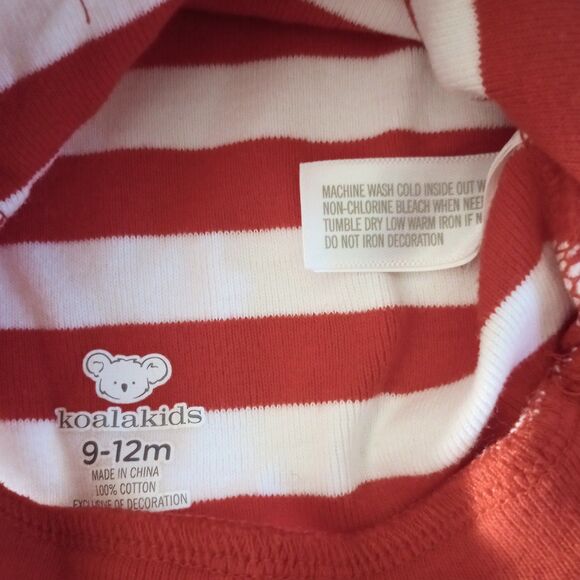 MACHINE WASH COLD INSIDE OUT
NON-CHLORINE BLEACH WHEN
TUMBLE DRY LOW WARM IRON IF
DO NOT IRON DECORATION
koalakids
9-12m
MADE IN CHINA
100% COTTON
EXCLUSIVE OF DECORATION